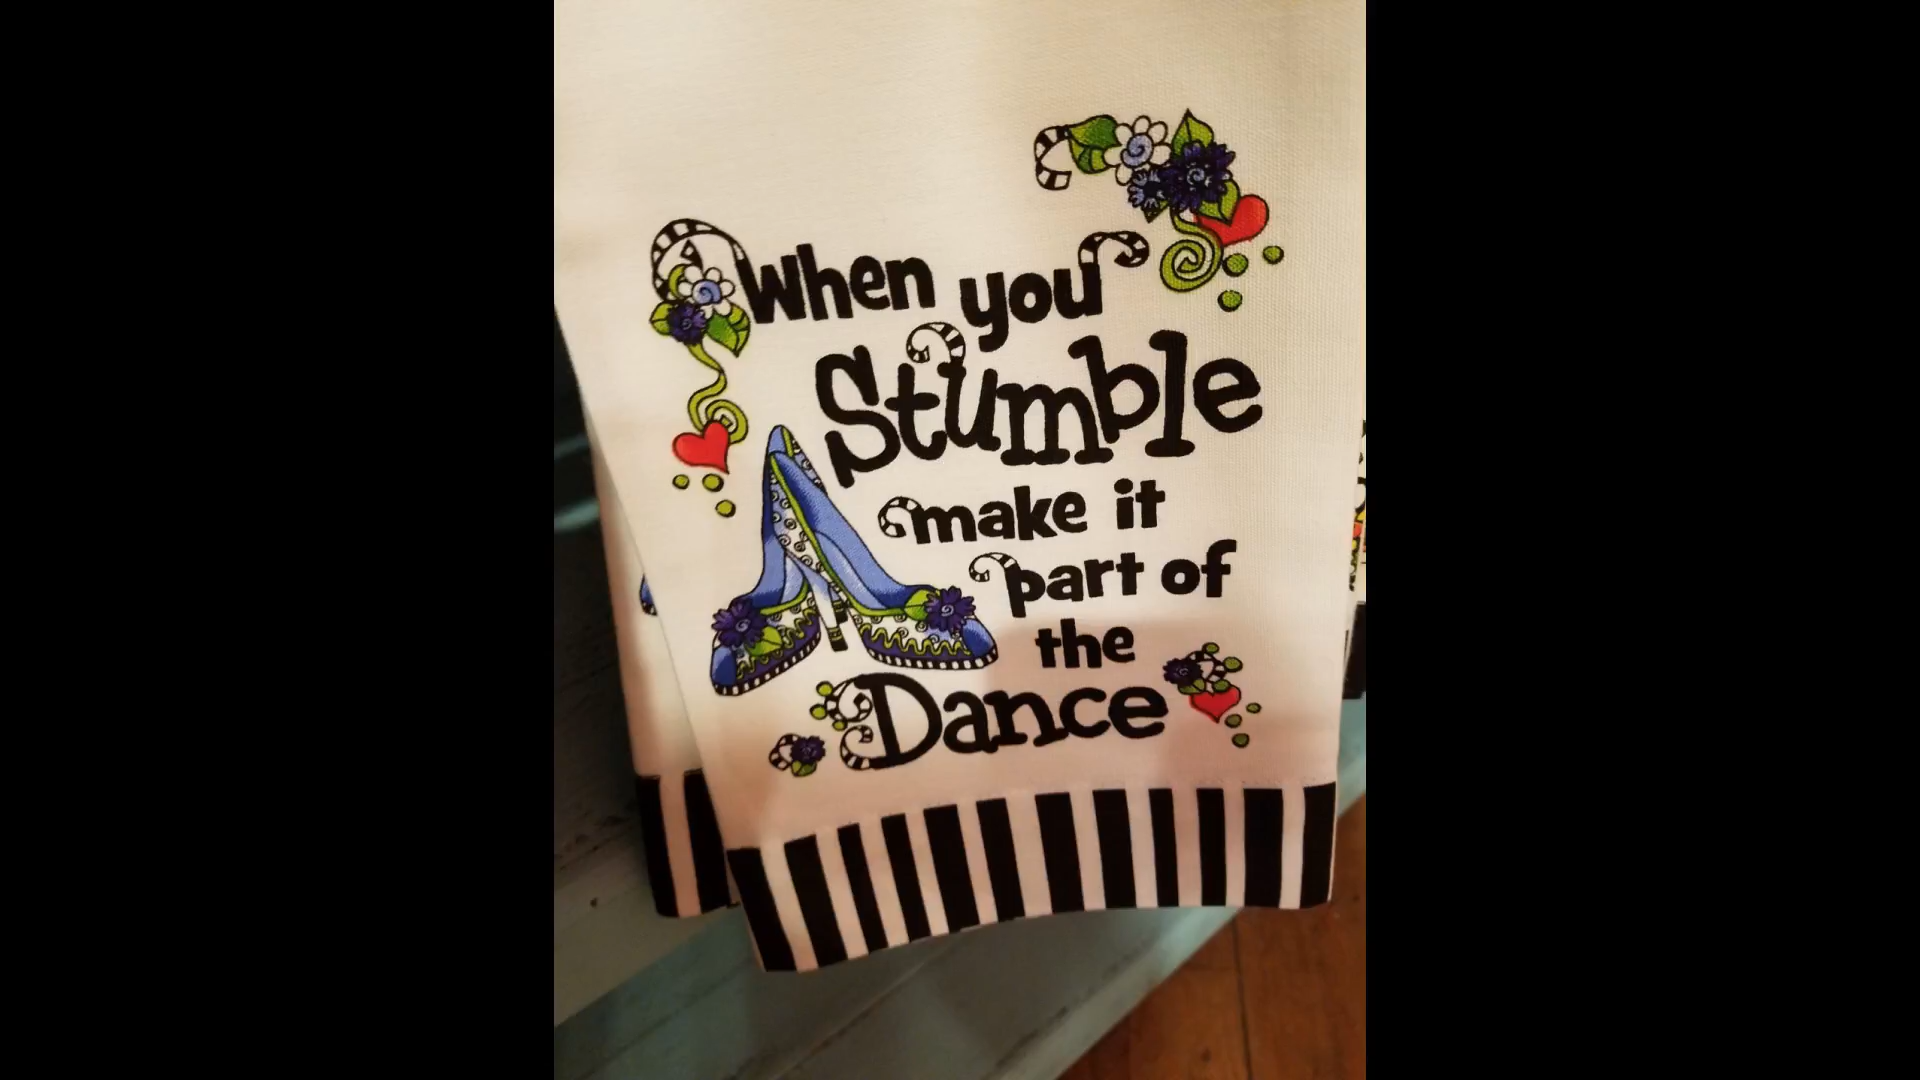 When you
Stumble
make it
part of
the
Dance